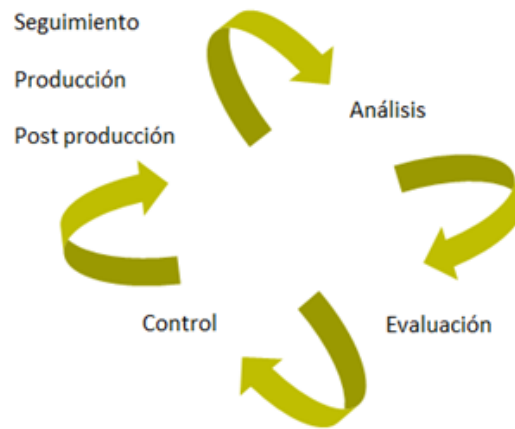 Seguimiento
Producción
Post producción
Análisis
Evaluación
Control